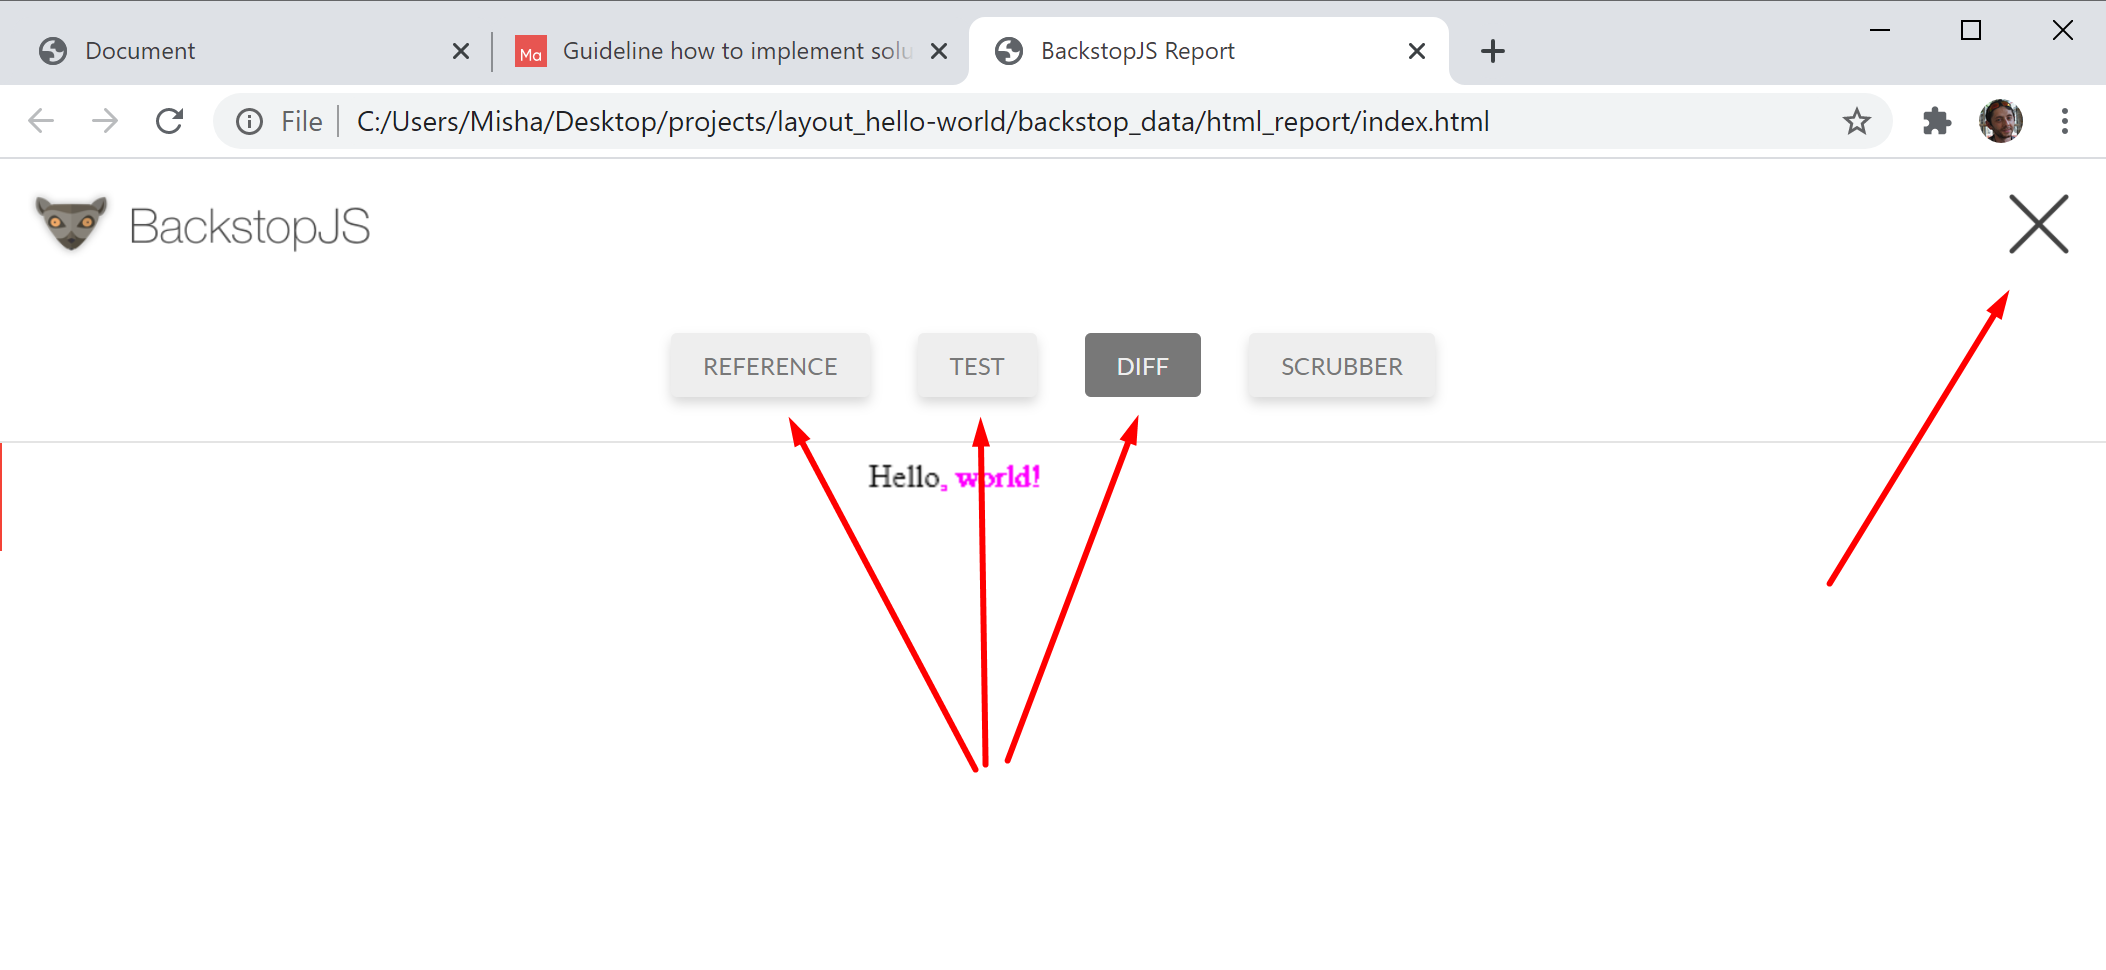 Document
Ma
Guideline how to implement solu
BackstopJS Report
File
C:/Users/Misha/Desktop/projects/layout_hello-world/backstop_data/html_report/index.html
BackstopJS
REFERENCE
TEST
DIFF
SCRUBBER
Hello, world!